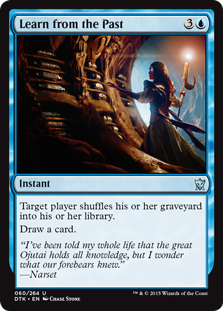 Learn from the Past 3
Instant
Target player shuffles his or her graveyard
into his or her library.
Draw a card.
“I’ve been told my whole life that the great
Ojutai holds all knowledge, but I wonder
what our forebears knew.”
—Narset
060/264 U
DTK • EN CHASE STONE
™ & © 2015 Wizards of the Coast